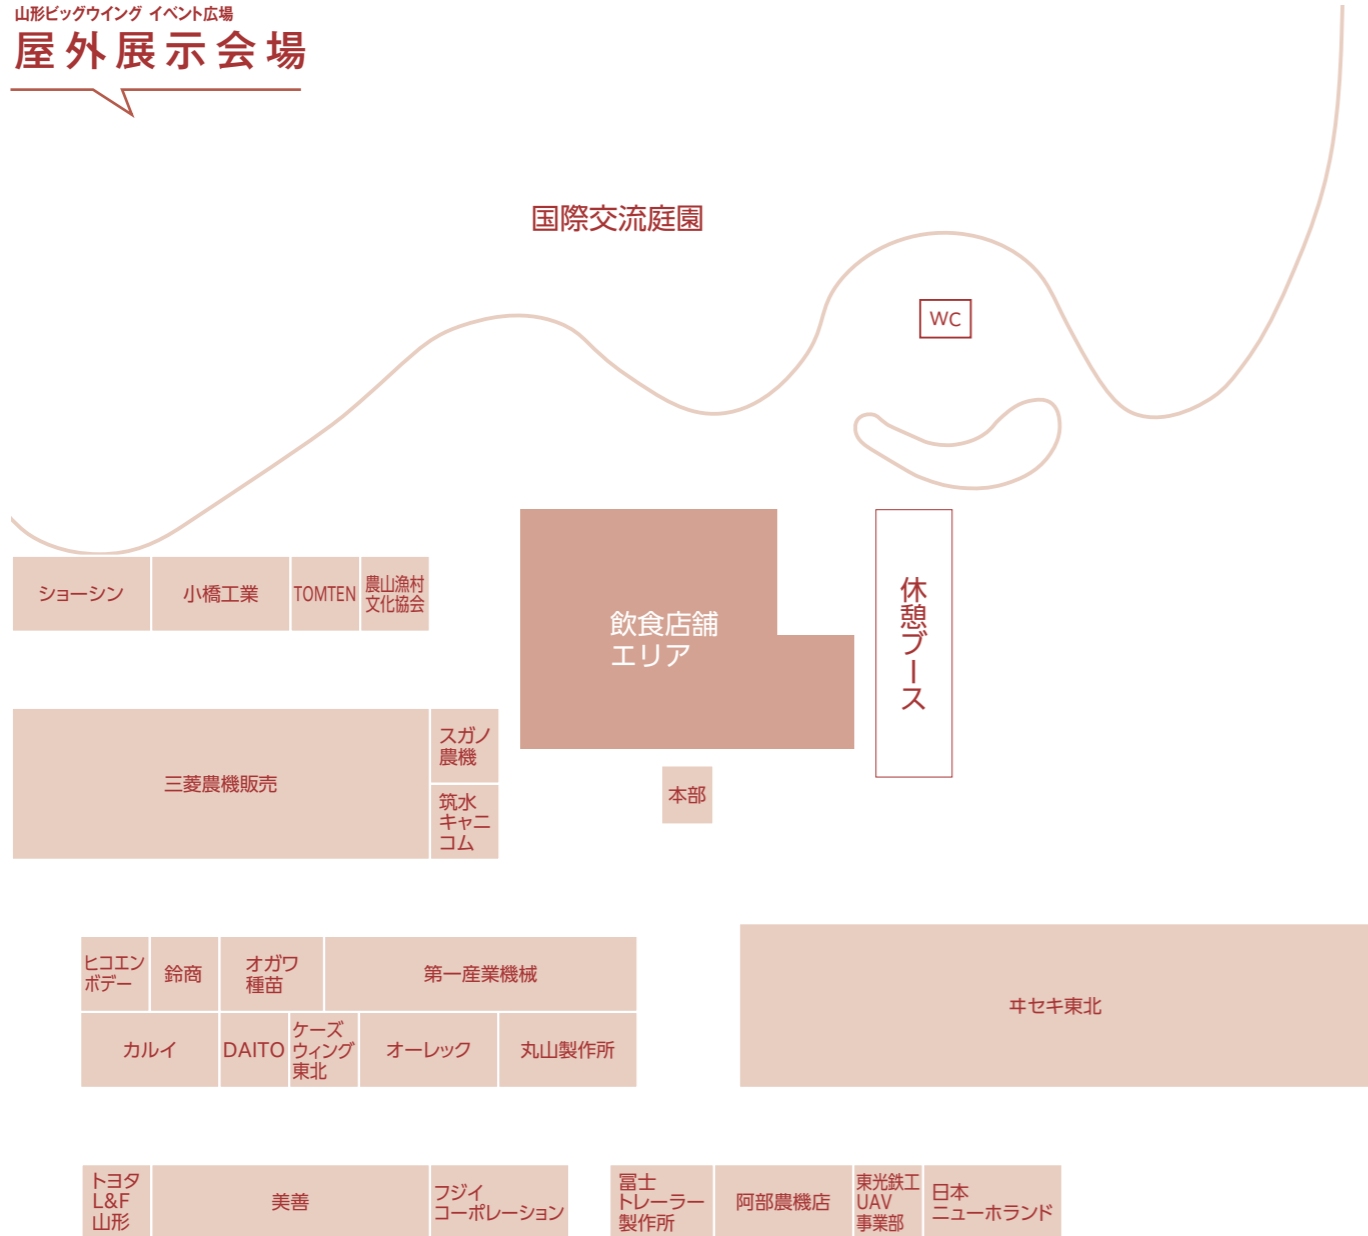 山形ビッグウイング イベント広場
屋外展示会場
国際交流庭園
WC
ショーシン
小橋工業
TOMTEN
農山漁村
文化協会
飲食店舗
エリア
休憩ブース
三菱農機販売
スガノ
農機
筑水
キャニ
コム
本部
ヒコエン
ボデー
鈴商
オガワ
種苗
第一産業機械
ヰセキ東北
カルイ
DAITO
ケーズ
ウィング
東北
オーレック
丸山製作所
トヨタ
L&F
山形
美善
フジイ
コーポレーション
冨士
トレーラー
製作所
阿部農機店
東光鉄工
UAV
事業部
日本
ニューホランド